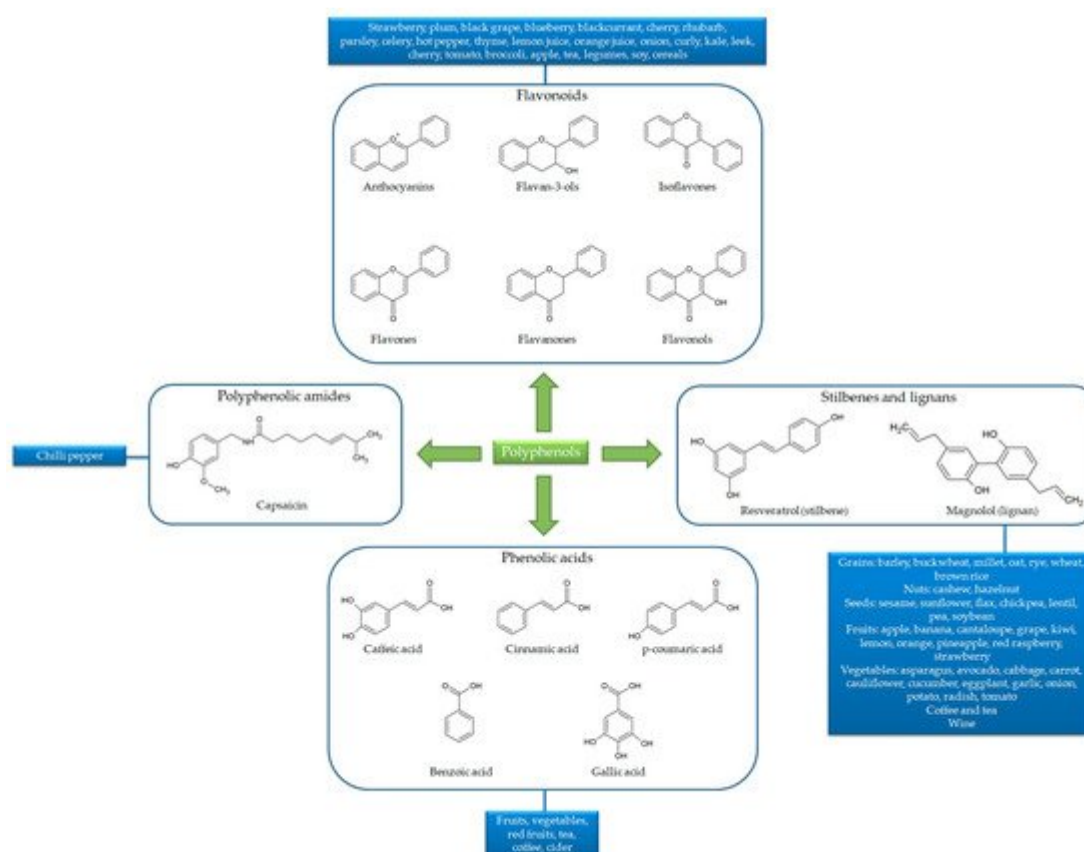 Strawberry, plum, black grape, blueberry, blackcurrant, cherry, rhubarb,
parsley, celery, hot pepper, thyme, lemon juice, orange juice, onion, curly, kale, leek,
cherry, tomato, broccoli, apple, tea, legumes, soy, cereals
Flavonoids
O+
Anthocyanins
O
OH
Flavan-3-ols
O
O
Isoflavones
O
O
Flavones
O
O
Flavanones
O
OH
O
Flavonols
Polyphenolic amides
O
NH
CH3
CH3
HO
O
CH3
Capsaicin
Chilli pepper
Polyphenols
Stilbenes and lignans
OH
HO
OH
Resveratrol (stilbene)
H2C
HO
OH
CH2
Magnolol (lignan)
Grains: barley, buckwheat, millet, oat, rye, wheat,
brown rice
Nuts: cashew, hazelnut
Seeds: sesame, sunflower, flax, chickpea, lentil,
pea, soybean
Fruits: apple, banana, cantaloupe, grape, kiwi,
lemon, orange, pineapple, red raspberry,
strawberry
Vegetables: asparagus, avocado, cabbage, carrot,
cauliflower, cucumber, eggplant, garlic, onion,
potato, radish, tomato
Coffee and tea
Wine
Phenolic acids
O
HO
OH
HO
Caffeic acid
O
OH
Cinnamic acid
O
OH
HO
p-coumaric acid
O
OH
Benzoic acid
O
OH
HO
OH
OH
Gallic acid
Fruits, vegetables,
red fruits, tea,
coffee, cider